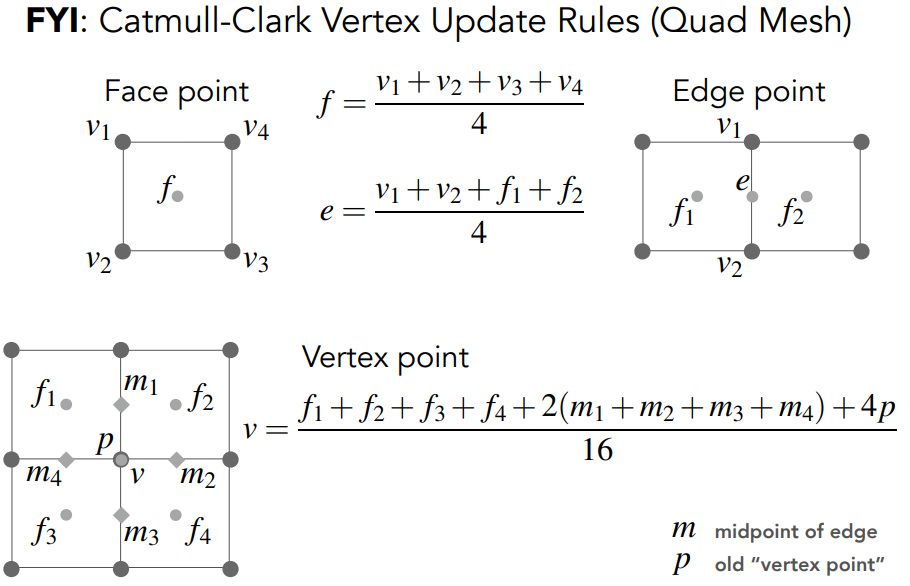 FYI: Catmull-Clark Vertex Update Rules (Quad Mesh)
Face point
v₁ v₄
f
v₂ v₃
f = (v₁ + v₂ + v₃ + v₄) / 4
e = (v₁ + v₂ + f₁ + f₂) / 4
Edge point
v₁
e
f₁ f₂
v₂
f₁ m₁ f₂
p
m₄ v m₂
f₃ m₃ f₄
Vertex point
v = (f₁ + f₂ + f₃ + f₄ + 2(m₁ + m₂ + m₃ + m₄) + 4p) / 16
m midpoint of edge
p old “vertex point”